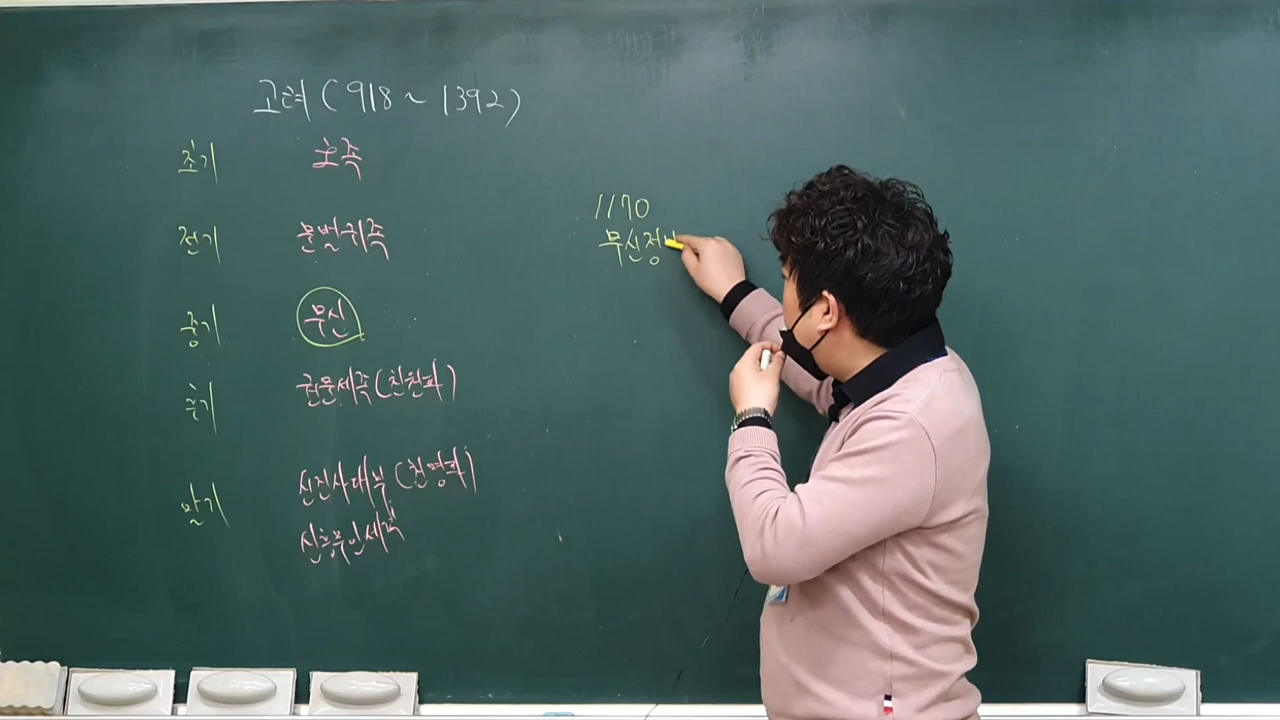 고려 (918 ~ 1392)
초기 호족
전기 문벌귀족
중기 무신
후기 권문세족 (친원파)
말기 신진사대부 (친명파)
신흥무인세력
1170
무신정